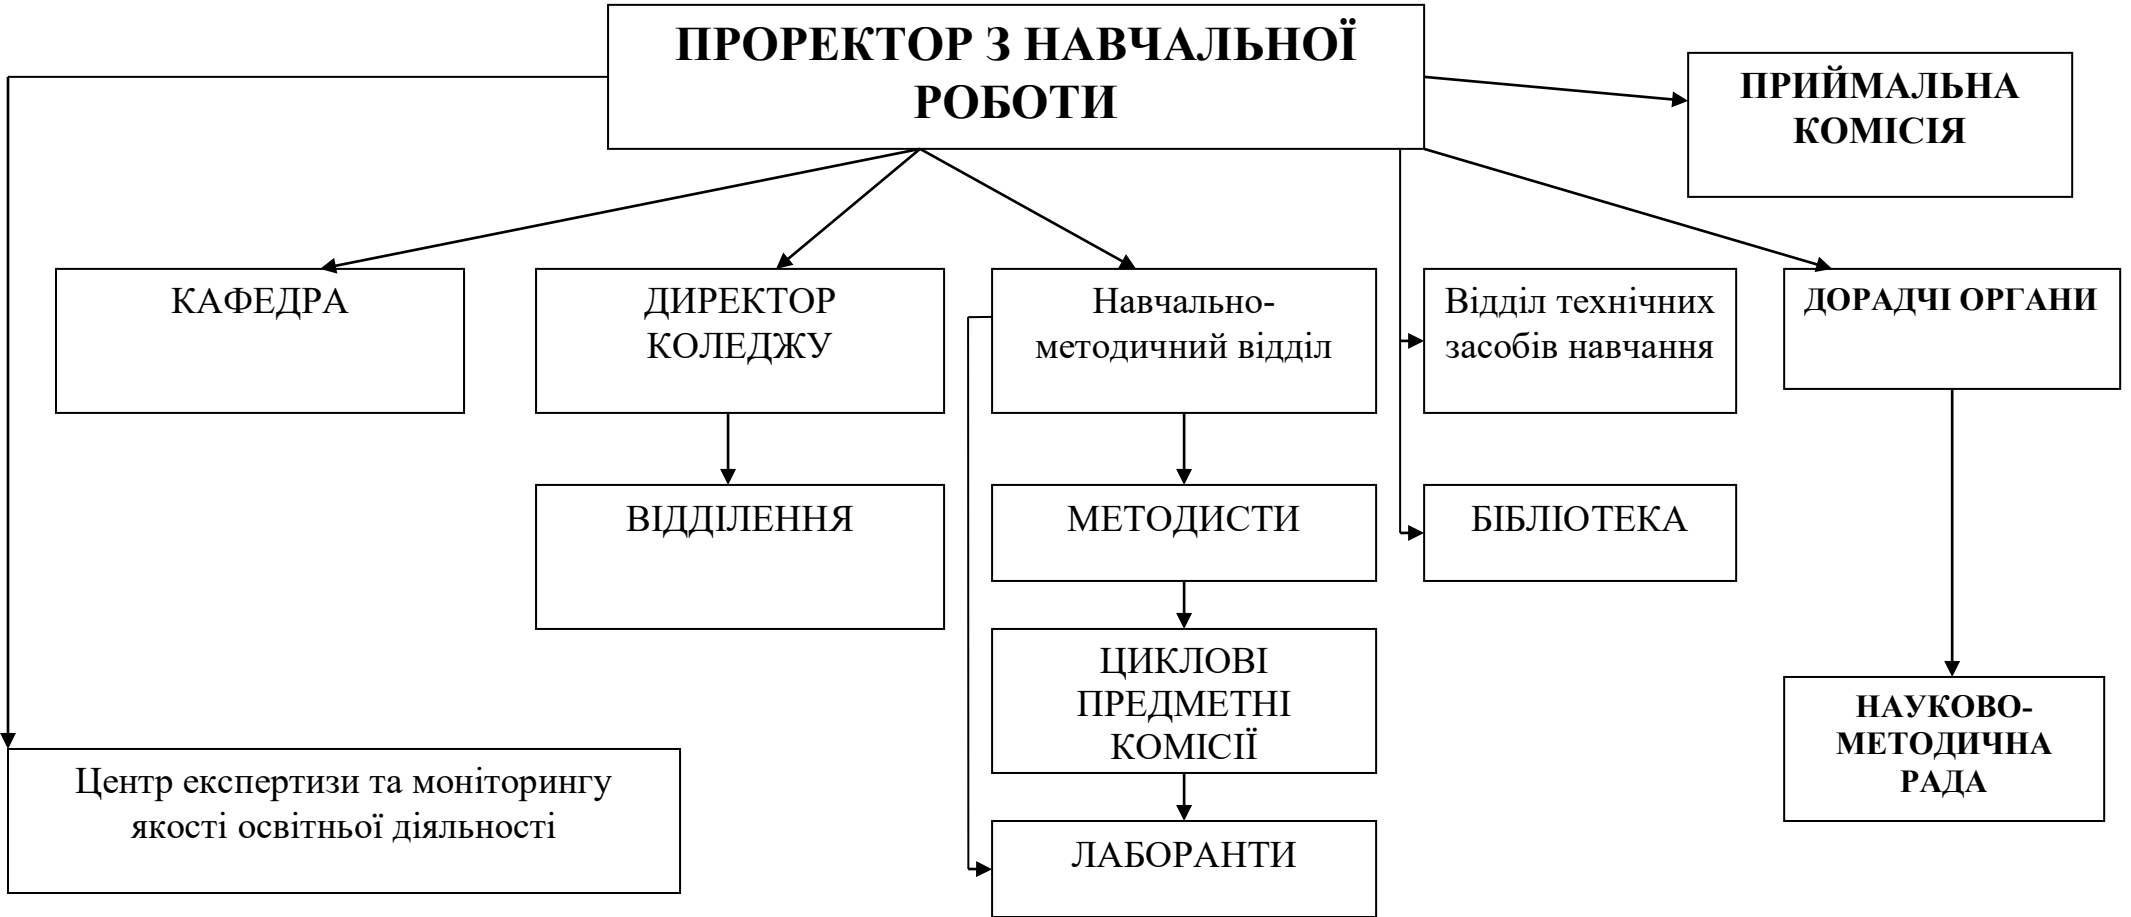 ПРОРЕКТОР З НАВЧАЛЬНОЇ
РОБОТИ
ПРИЙМАЛЬНА
КОМІСІЯ
КАФЕДРА
ДИРЕКТОР
КОЛЕДЖУ
Навчально-
методичний відділ
Відділ технічних
засобів навчання
ДОРАДЧІ ОРГАНИ
ВІДДІЛЕННЯ
МЕТОДИСТИ
БІБЛІОТЕКА
ЦИКЛОВІ
ПРЕДМЕТНІ
КОМІСІЇ
НАУКОВО-
МЕТОДИЧНА
РАДА
Центр експертизи та моніторингу
якості освітньої діяльності
ЛАБОРАНТИ